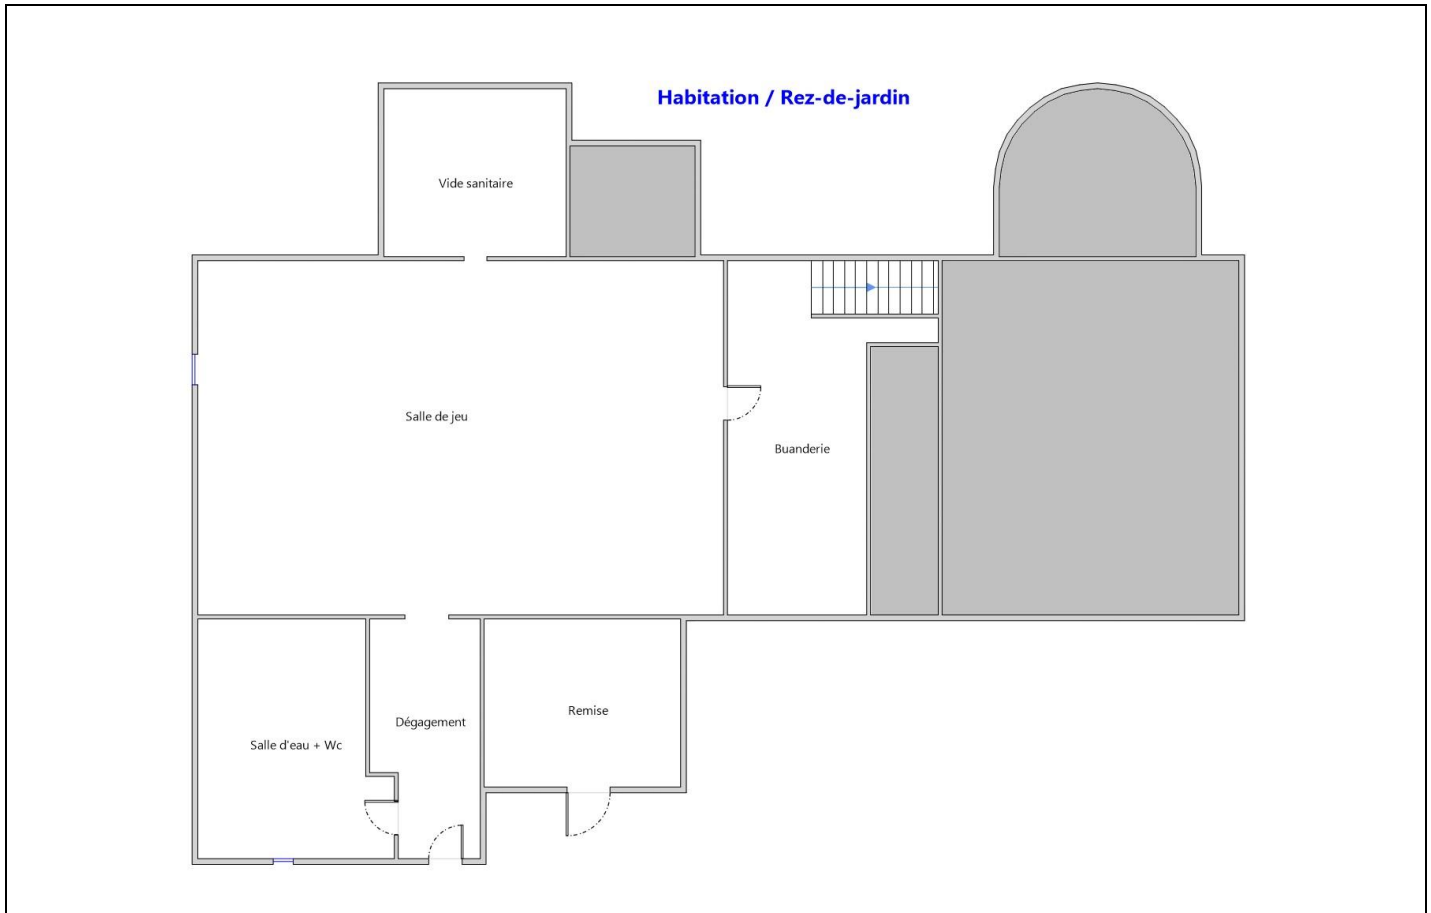 Habitation / Rez-de-jardin
Vide sanitaire
Salle de jeu
Buanderie
Remise
Dégagement
Salle d'eau + Wc